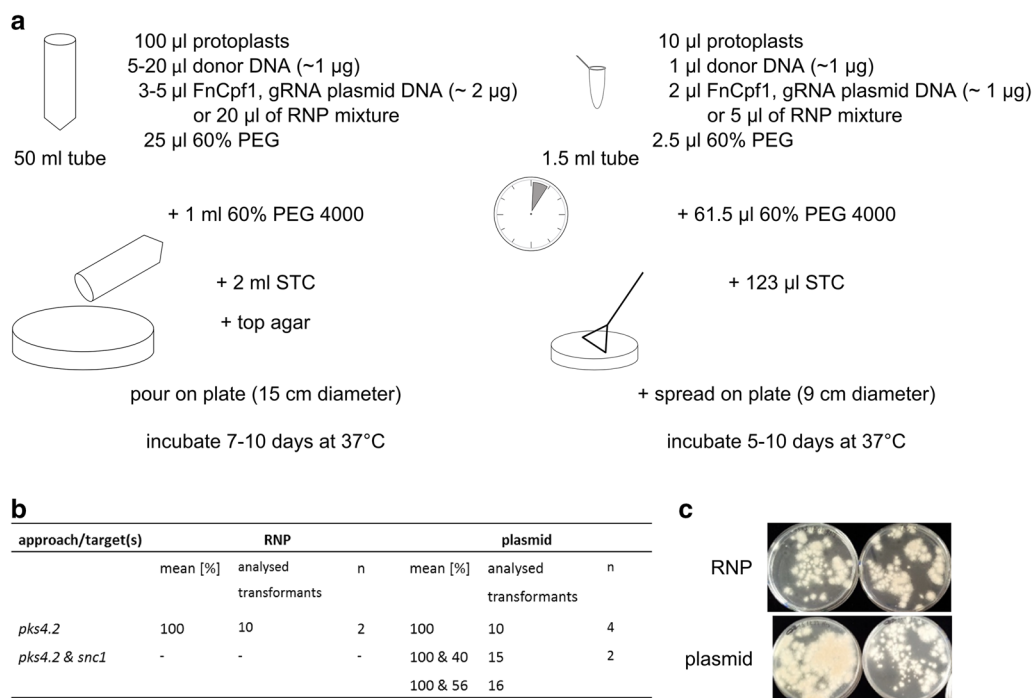 a
100 µl protoplasts
5-20 µl donor DNA (~1 µg)
3-5 µl FnCpf1, gRNA plasmid DNA (~ 2 µg)
or 20 µl of RNP mixture
25 µl 60% PEG
50 ml tube
+ 1 ml 60% PEG 4000
+ 2 ml STC
+ top agar
pour on plate (15 cm diameter)
incubate 7-10 days at 37°C
10 µl protoplasts
1 µl donor DNA (~1 µg)
2 µl FnCpf1, gRNA plasmid DNA (~ 1 µg)
or 5 µl of RNP mixture
2.5 µl 60% PEG
1.5 ml tube
+ 61.5 µl 60% PEG 4000
+ 123 µl STC
+ spread on plate (9 cm diameter)
incubate 5-10 days at 37°C
b
approach/target(s) RNP plasmid
mean [%] analysed transformants n mean [%] analysed transformants n
pks4.2 100 10 2 100 10 4
pks4.2 & snc1 - - - 100 & 40 15 2
100 & 56 16
c
RNP
plasmid